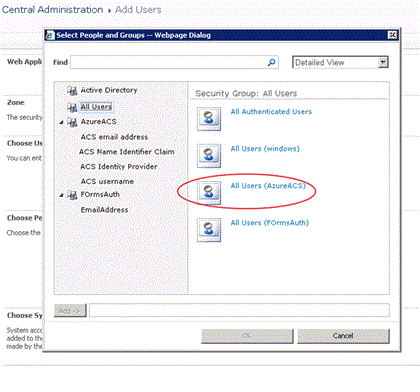 Central Administration ▸ Add Users
Select People and Groups -- Webpage Dialog
Find
Detailed View
Web Appli
Zone
The security
Choose Us
You can ent
Choose Pe
Choose the
Choose Sy
System acco
added to the
made by the
Active Directory
All Users
AzureACS
ACS email address
ACS Name Identifier Claim
ACS Identity Provider
ACS username
FOrmsAuth
EmailAddress
Security Group: All Users
All Authenticated Users
All Users (windows)
All Users (AzureACS)
All Users (FOrmsAuth)
Add ->
OK
Cancel